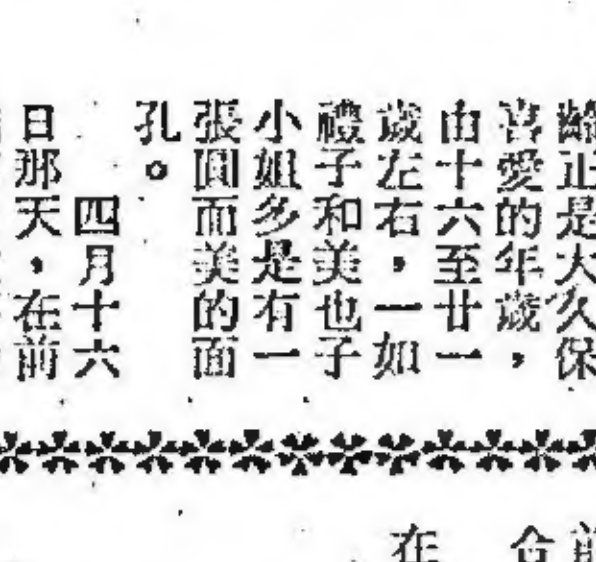 齡正是大久保
喜愛的年歲，
由十六至廿一
歲左右，一如
禮子和美也子
小姐多是有一
張圓而美的面
孔。
四月十六
日那天，在前
前
合
在